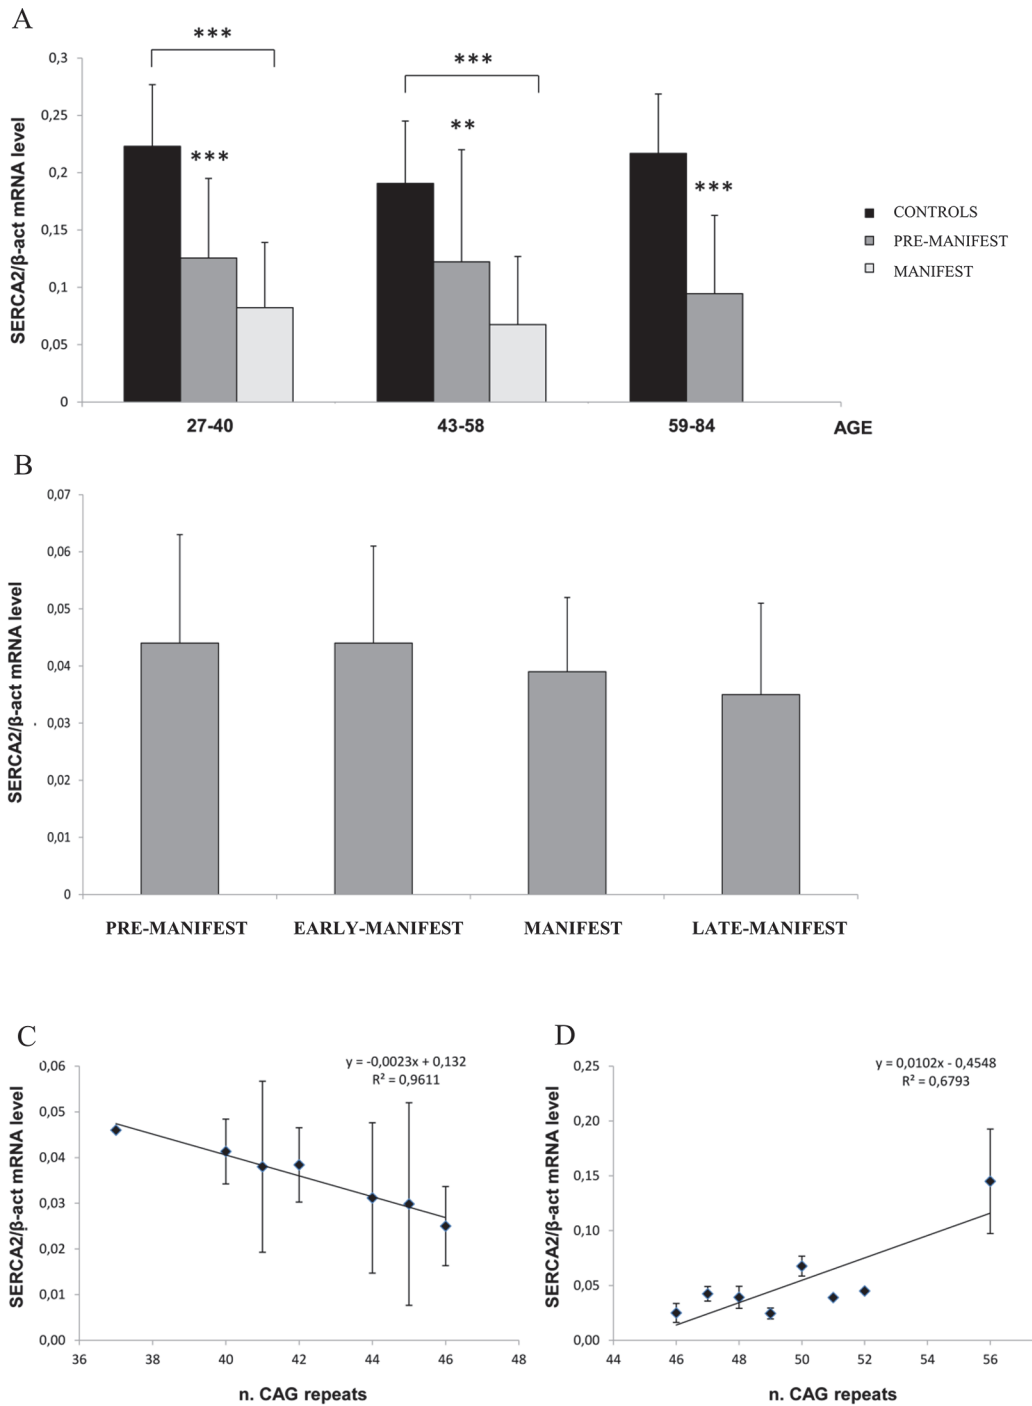 A
***
***
0,3
0,25
**
***
0,2
***
0,15
0,1
0,05
0
SERCA2/β-act mRNA level
CONTROLS
PRE-MANIFEST
MANIFEST
27-40
43-58
59-84
AGE
B
0,07
0,06
0,05
0,04
0,03
0,02
0,01
0
SERCA2/β-act mRNA level
PRE-MANIFEST
EARLY-MANIFEST
MANIFEST
LATE-MANIFEST
C
y = -0,0023x + 0,132
R² = 0,9611
0,06
0,05
0,04
0,03
0,02
0,01
0,00
SERCA2/β-act mRNA level
36 38 40 42 44 46 48
n. CAG repeats
D
y = 0,0102x - 0,4548
R² = 0,6793
0,25
0,20
0,15
0,10
0,05
0,00
SERCA2/β-act mRNA level
44 46 48 50 52 54 56
n. CAG repeats